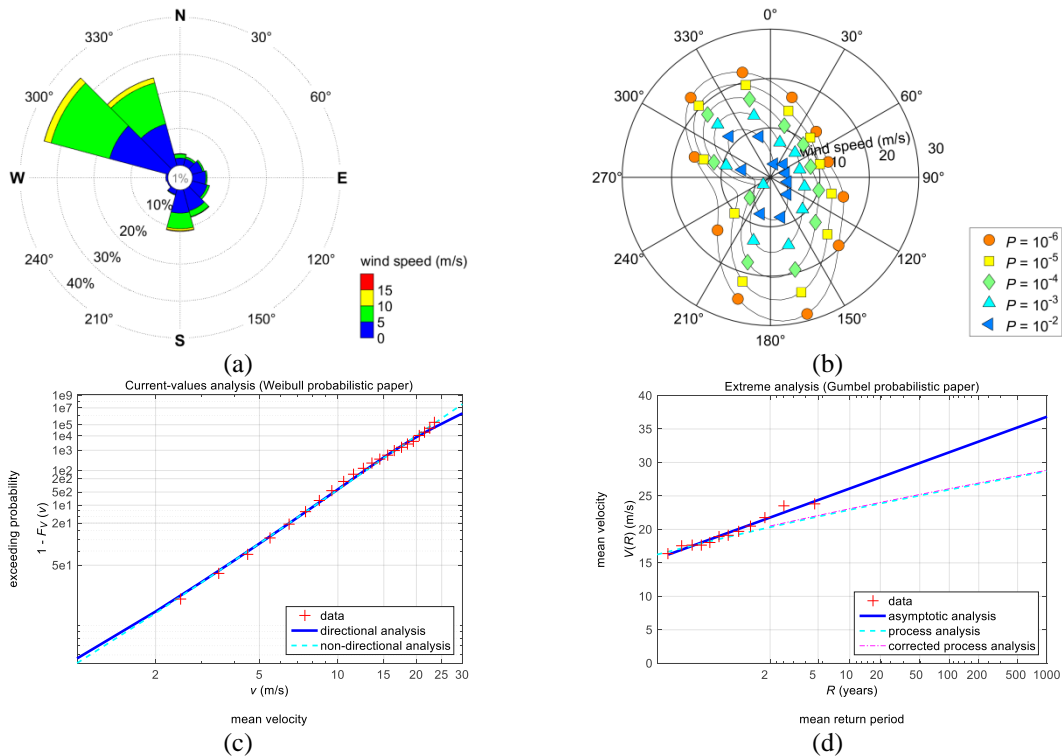 N
330°
30°
300°
60°
W
E
1%
10%
20%
30%
40%
240°
120°
210°
150°
S
wind speed (m/s)
15
10
5
0
(a)
0°
330°
30°
300°
60°
wind speed (m/s)
10
20
30
270°
90°
240°
120°
210°
150°
180°
P = 10-6
P = 10-5
P = 10-4
P = 10-3
P = 10-2
(b)
Current-values analysis (Weibull probabilistic paper)
exceeding probability
1 - Fv (v)
1e9
1e7
1e5
1e4
1e3
1e2
2e2
5e2
1e1
2e1
5e1
data
directional analysis
non-directional analysis
2
5
10
15
20
25
30
v (m/s)
mean velocity
(c)
Extreme analysis (Gumbel probabilistic paper)
mean velocity
V(R) (m/s)
40
35
30
25
20
15
10
5
0
data
asymptotic analysis
process analysis
corrected process analysis
2
5
10
20
50
100
200
500
1000
R (years)
mean return period
(d)